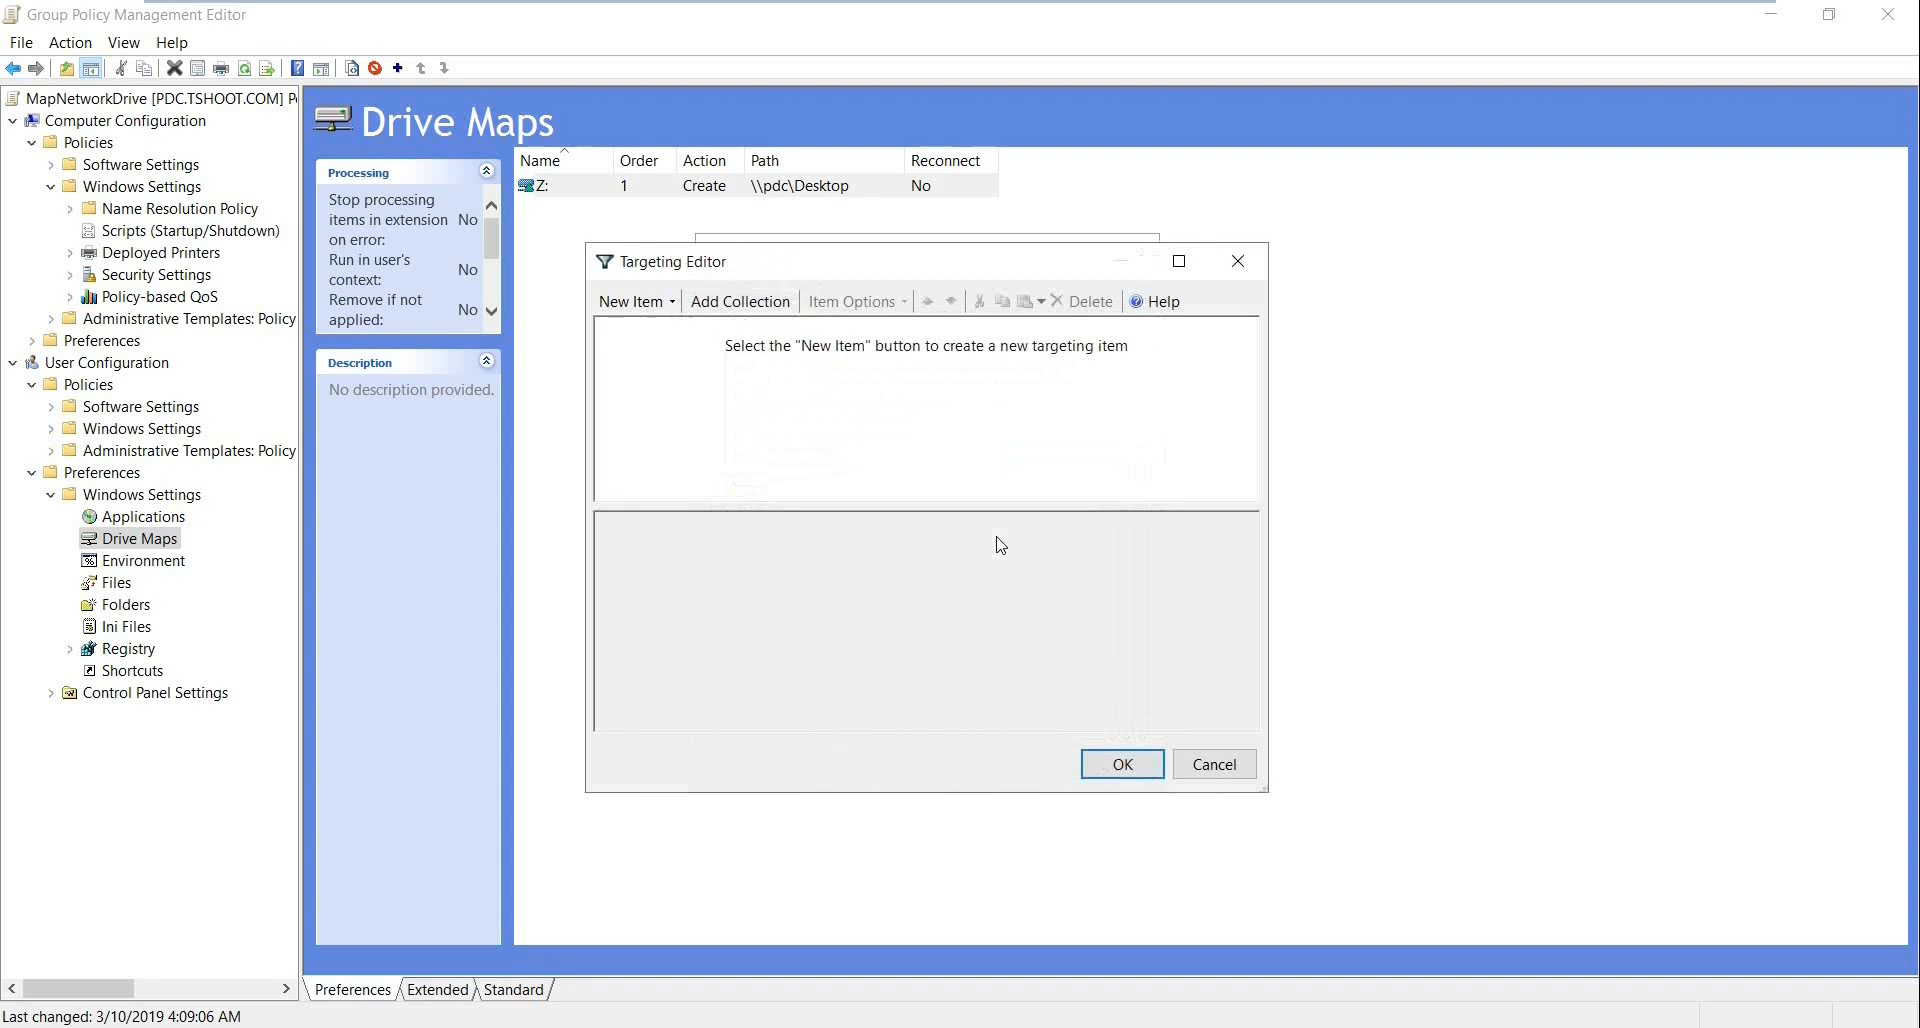 Group Policy Management Editor
File Action View Help
MapNetworkDrive [PDC.TSHOOT.COM]
Computer Configuration
Policies
Software Settings
Windows Settings
Name Resolution Policy
Scripts (Startup/Shutdown)
Deployed Printers
Security Settings
Policy-based QoS
Administrative Templates: Policy
Preferences
User Configuration
Policies
Software Settings
Windows Settings
Administrative Templates: Policy
Preferences
Windows Settings
Applications
Drive Maps
Environment
Files
Folders
Ini Files
Registry
Shortcuts
Control Panel Settings
Drive Maps
Processing
Stop processing
items in extension No
on error:
Run in user's
context: No
Remove if not
applied: No
Description
No description provided.
Name Order Action Path Reconnect
Z: 1 Create \\pdc\Desktop No
Targeting Editor
New Item Add Collection Item Options Delete Help
Select the "New Item" button to create a new targeting item
OK Cancel
Preferences Extended Standard
Last changed: 3/10/2019 4:09:06 AM